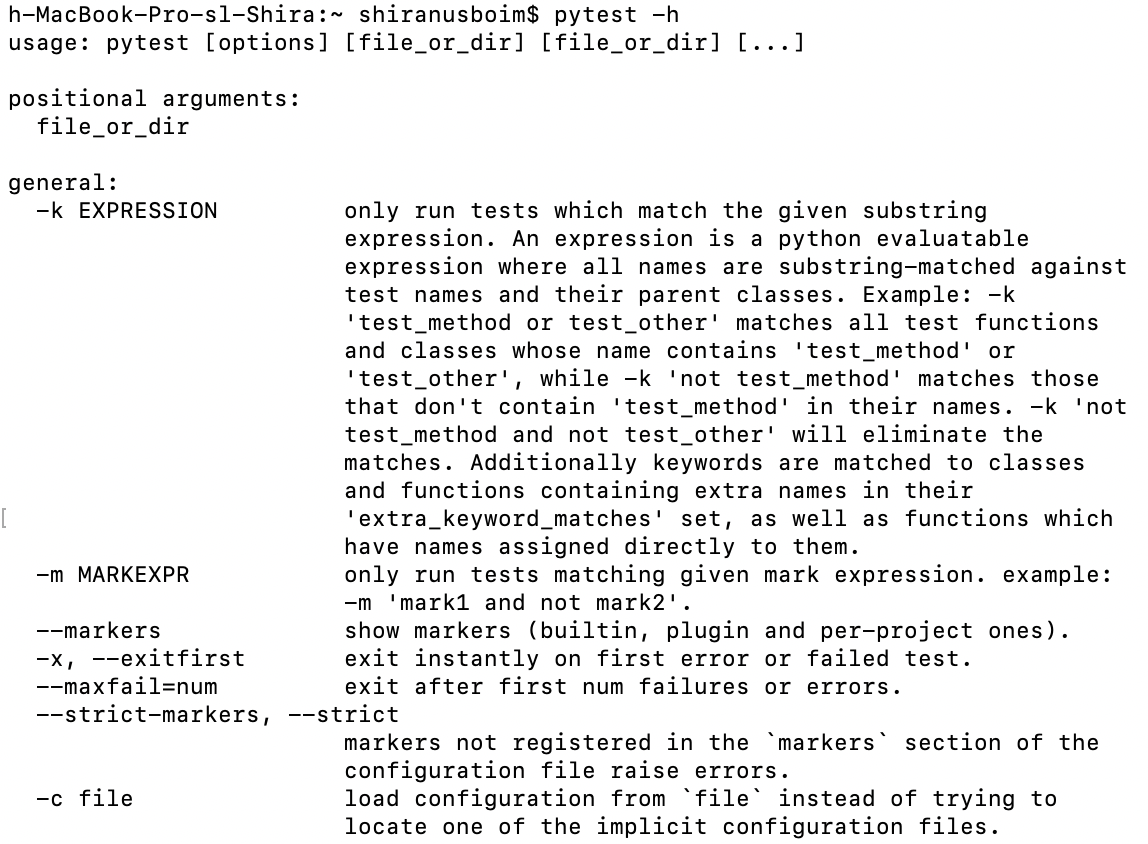 h-MacBook-Pro-sl-Shira:~ shiranusboim$ pytest -h
usage: pytest [options] [file_or_dir] [file_or_dir] [...]

positional arguments:
  file_or_dir

general:
  -k EXPRESSION         only run tests which match the given substring
                        expression. An expression is a python evaluatable
                        expression where all names are substring-matched against
                        test names and their parent classes. Example: -k
                        'test_method or test_other' matches all test functions
                        and classes whose name contains 'test_method' or
                        'test_other', while -k 'not test_method' matches those
                        that don't contain 'test_method' in their names. -k 'not
                        test_method and not test_other' will eliminate the
                        matches. Additionally keywords are matched to classes
                        and functions containing extra names in their
[                       'extra_keyword_matches' set, as well as functions which
                        have names assigned directly to them.
  -m MARKEXPR           only run tests matching given mark expression. example:
                        -m 'mark1 and not mark2'.
  --markers             show markers (builtin, plugin and per-project ones).
  -x, --exitfirst       exit instantly on first error or failed test.
  --maxfail=num         exit after first num failures or errors.
  --strict-markers, --strict
                        markers not registered in the `markers` section of the
                        configuration file raise errors.
  -c file               load configuration from `file` instead of trying to
                        locate one of the implicit configuration files.